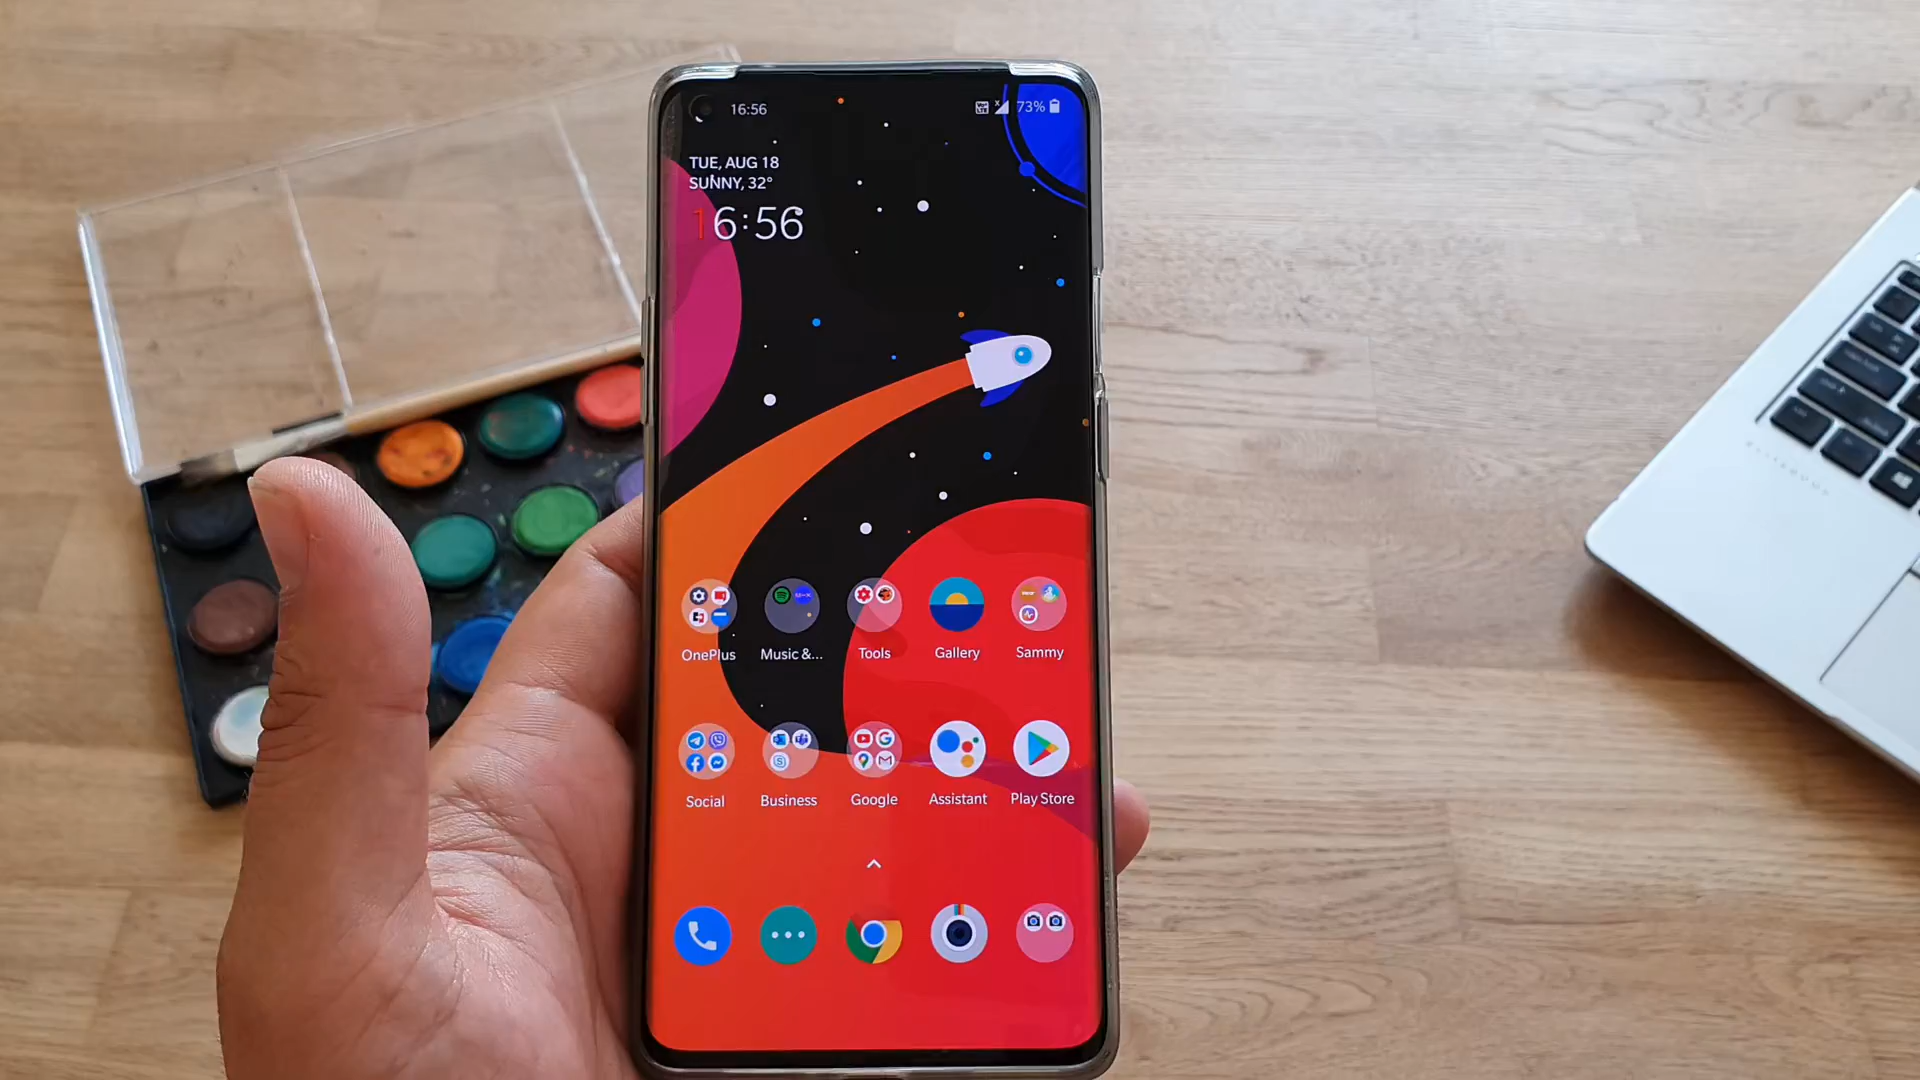 16:56
73%
TUE, AUG 18
SUNNY, 32°
16:56
OnePlus
Music &...
Tools
Gallery
Sammy
Social
Business
Google
Assistant
Play Store
ELITEBOOK